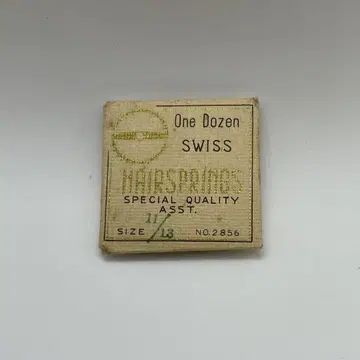 One Dozen
SWISS
HAIRSPRINGS
SPECIAL QUALITY
ASST.
SIZE 11/13 NO. 2856